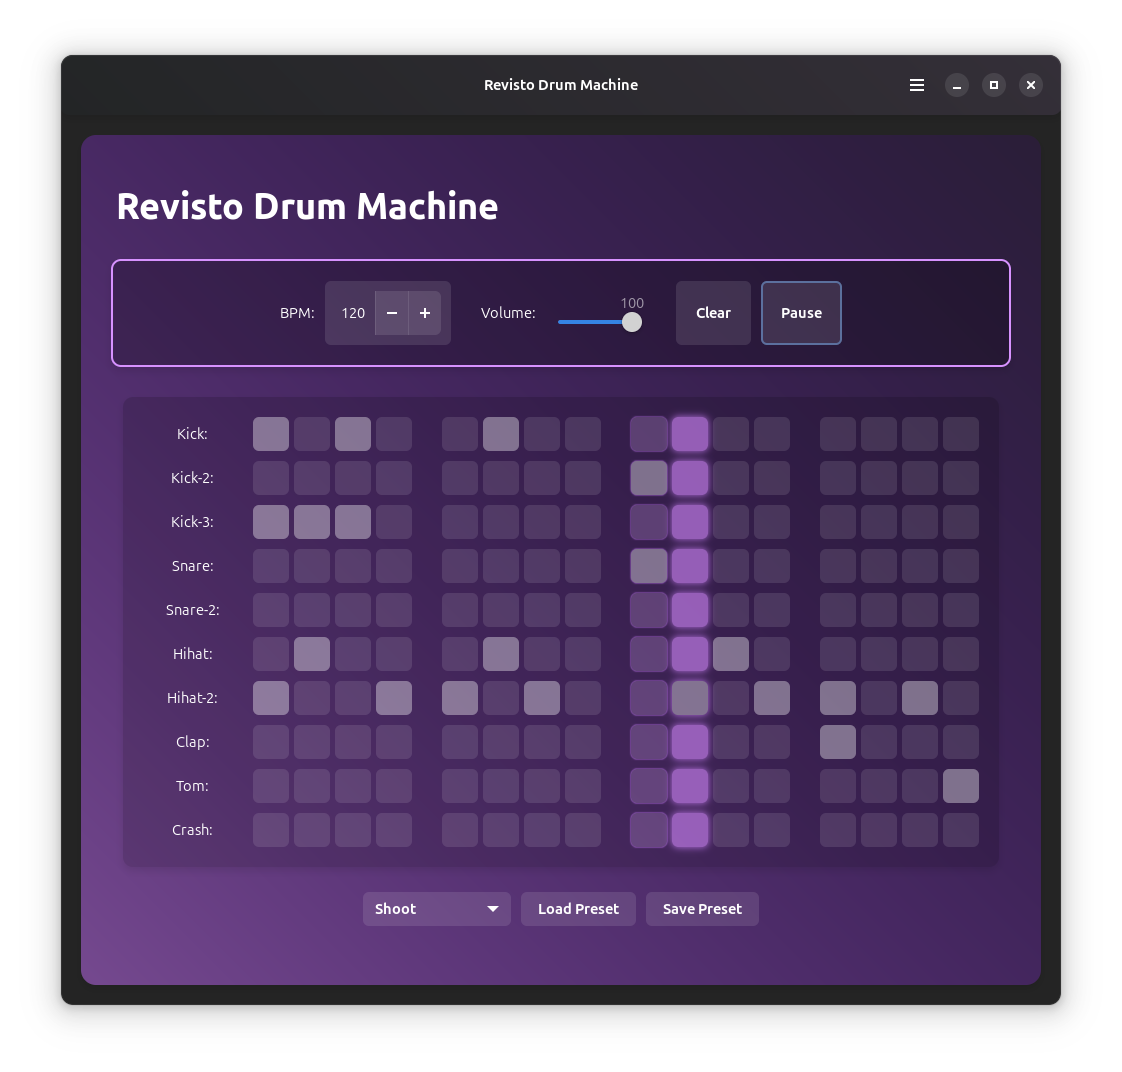 Revisto Drum Machine
Revisto Drum Machine
BPM: 120 Volume: 100 Clear Pause
Kick:
Kick-2:
Kick-3:
Snare:
Snare-2:
Hihat:
Hihat-2:
Clap:
Tom:
Crash:
Shoot Load Preset Save Preset